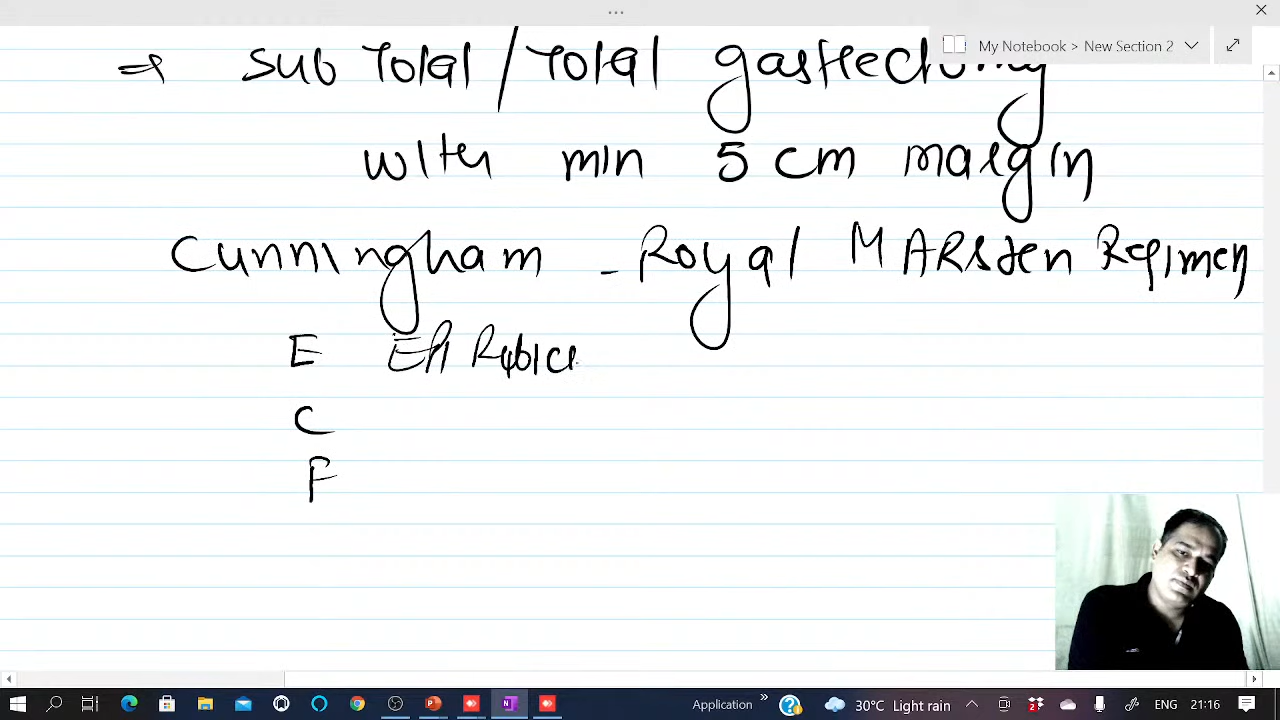 My Notebook > New Section 2
⇒ Sub Total / Total gastrectomy
with min 5 cm margin
Cunningham - Royal MARSden Regimen
E EpiRubici
C
F
Application
30°C Light rain
21:16